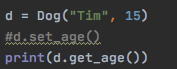 d = Dog("Tim", 15)
#d.set_age()
print(d.get_age())